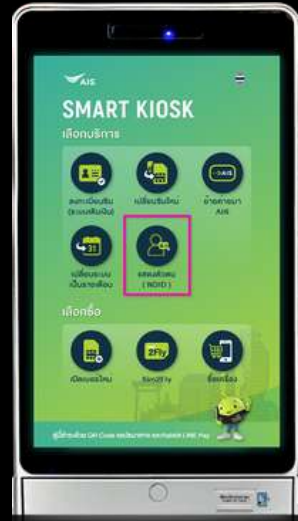 AIS
SMART KIOSK
เลือกบริการ
ลงทะเบียนซิม
(ระบบเติมเงิน)
เปลี่ยนซิมใหม่
ย้ายค่ายมา
AIS
เปลี่ยนระบบ
เป็นรายเดือน
แสดงตัวตน
( NDID )
เลือกซื้อ
เปิดเบอร์ใหม่
SIM2Fly
ซื้อเครื่อง